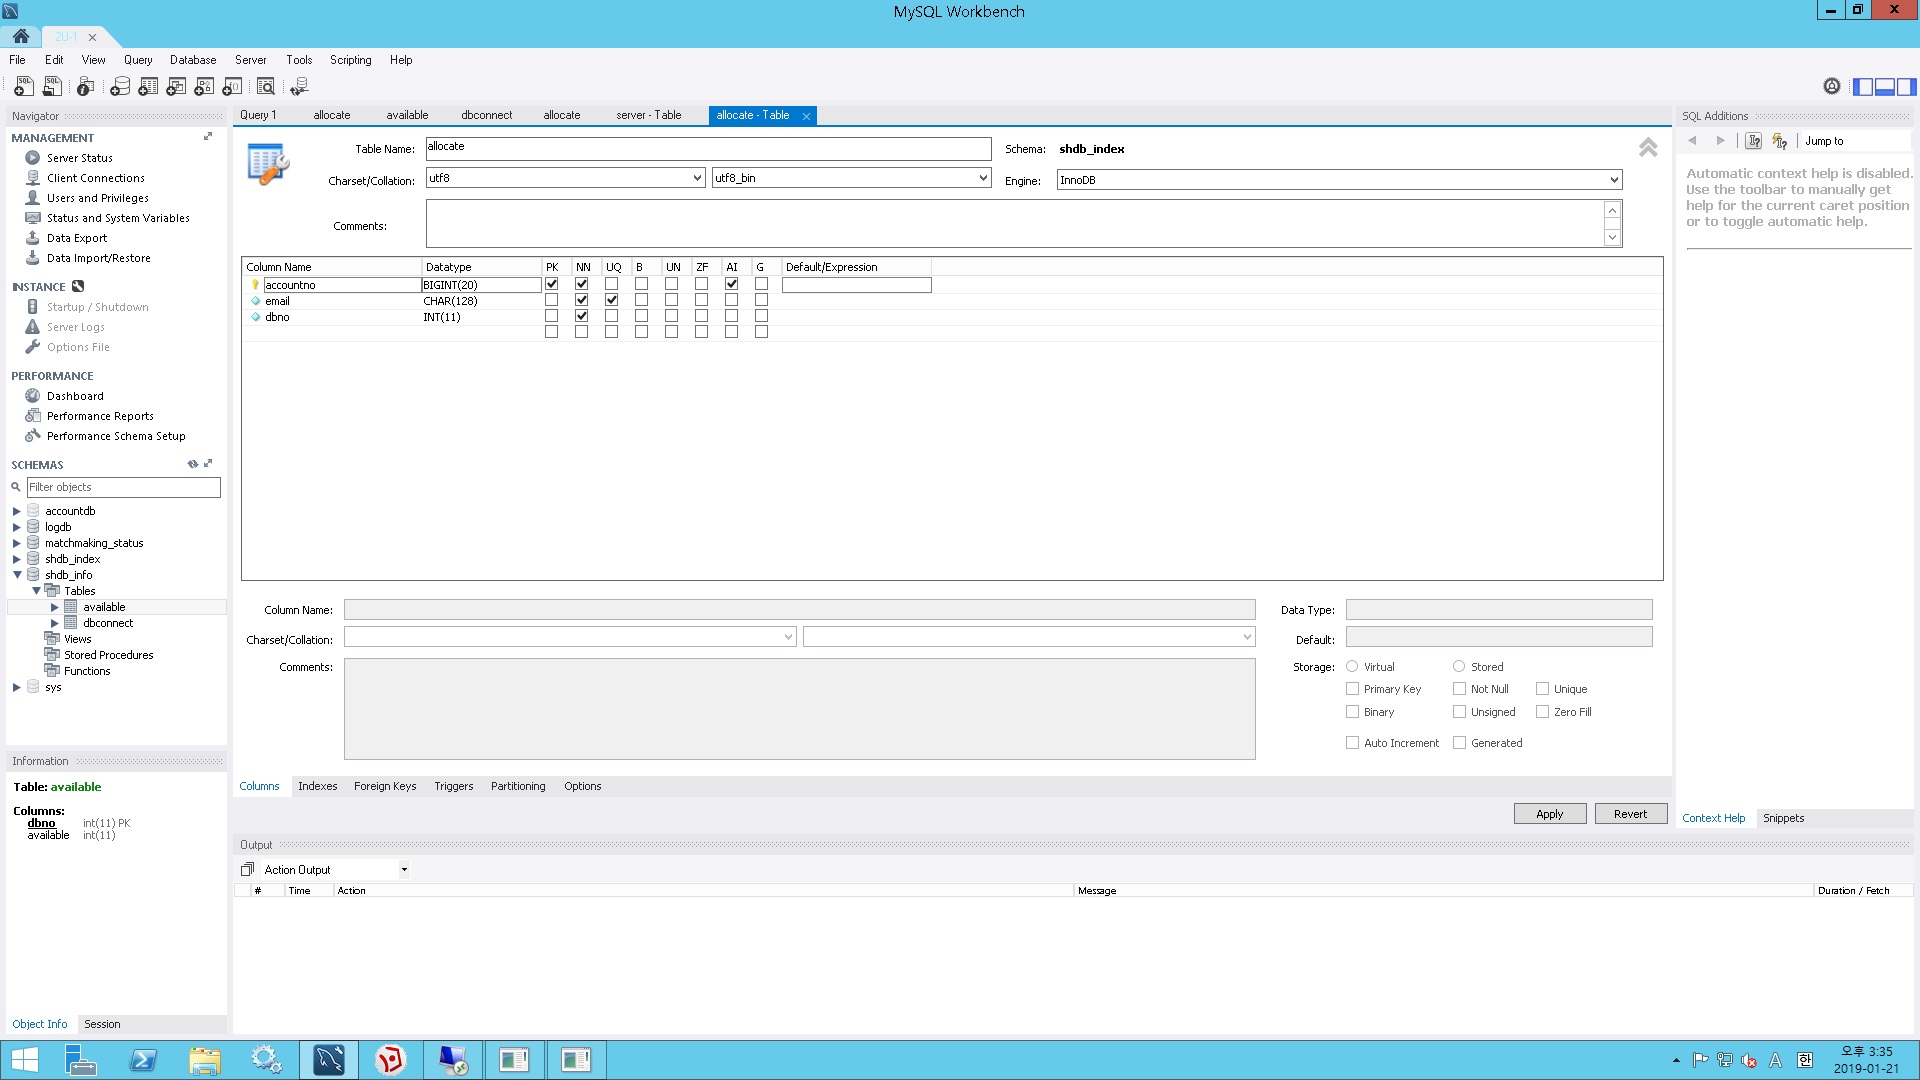 MySQL Workbench
2U-1
File Edit View Query Database Server Tools Scripting Help
Navigator
MANAGEMENT
Server Status
Client Connections
Users and Privileges
Status and System Variables
Data Export
Data Import/Restore
INSTANCE
Startup / Shutdown
Server Logs
Options File
PERFORMANCE
Dashboard
Performance Reports
Performance Schema Setup
SCHEMAS
Filter objects
accountdb
logdb
matchmaking_status
shdb_index
shdb_info
Tables
available
dbconnect
Views
Stored Procedures
Functions
sys
Information
Table: available
Columns:
dbno int(11) PK
available int(11)
Object Info Session
Query 1 allocate available dbconnect allocate server - Table allocate - Table
Table Name: allocate Schema: shdb_index
Charset/Collation: utf8 utf8_bin Engine: InnoDB
Comments:
Column Name Datatype PK NN UQ B UN ZF AI G Default/Expression
accountno BIGINT(20)
email CHAR(128)
dbno INT(11)
Column Name: Data Type:
Charset/Collation: Default:
Comments: Storage: Virtual Stored
Primary Key Not Null Unique
Binary Unsigned Zero Fill
Auto Increment Generated
Columns Indexes Foreign Keys Triggers Partitioning Options
Apply Revert
Output
Action Output
# Time Action Message Duration / Fetch
SQL Additions
Jump to
Automatic context help is disabled.
Use the toolbar to manually get
help for the current caret position
or to toggle automatic help.
Context Help Snippets
A 한
오후 3:35
2019-01-21